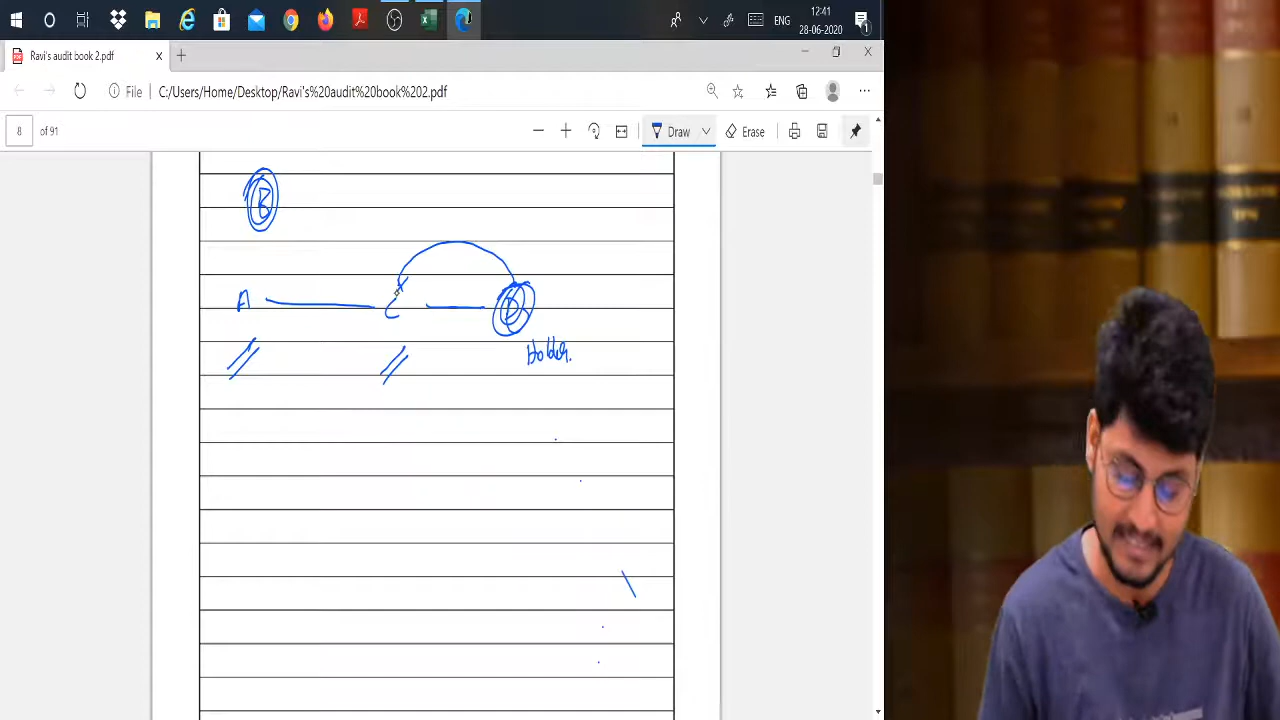 ENG
12:41
28-06-2020
1
Ravi's audit book 2.pdf
File
C:/Users/Home/Desktop/Ravi's%20audit%20book%202.pdf
8 of 91
Draw
Erase
B
A C D
Holder.